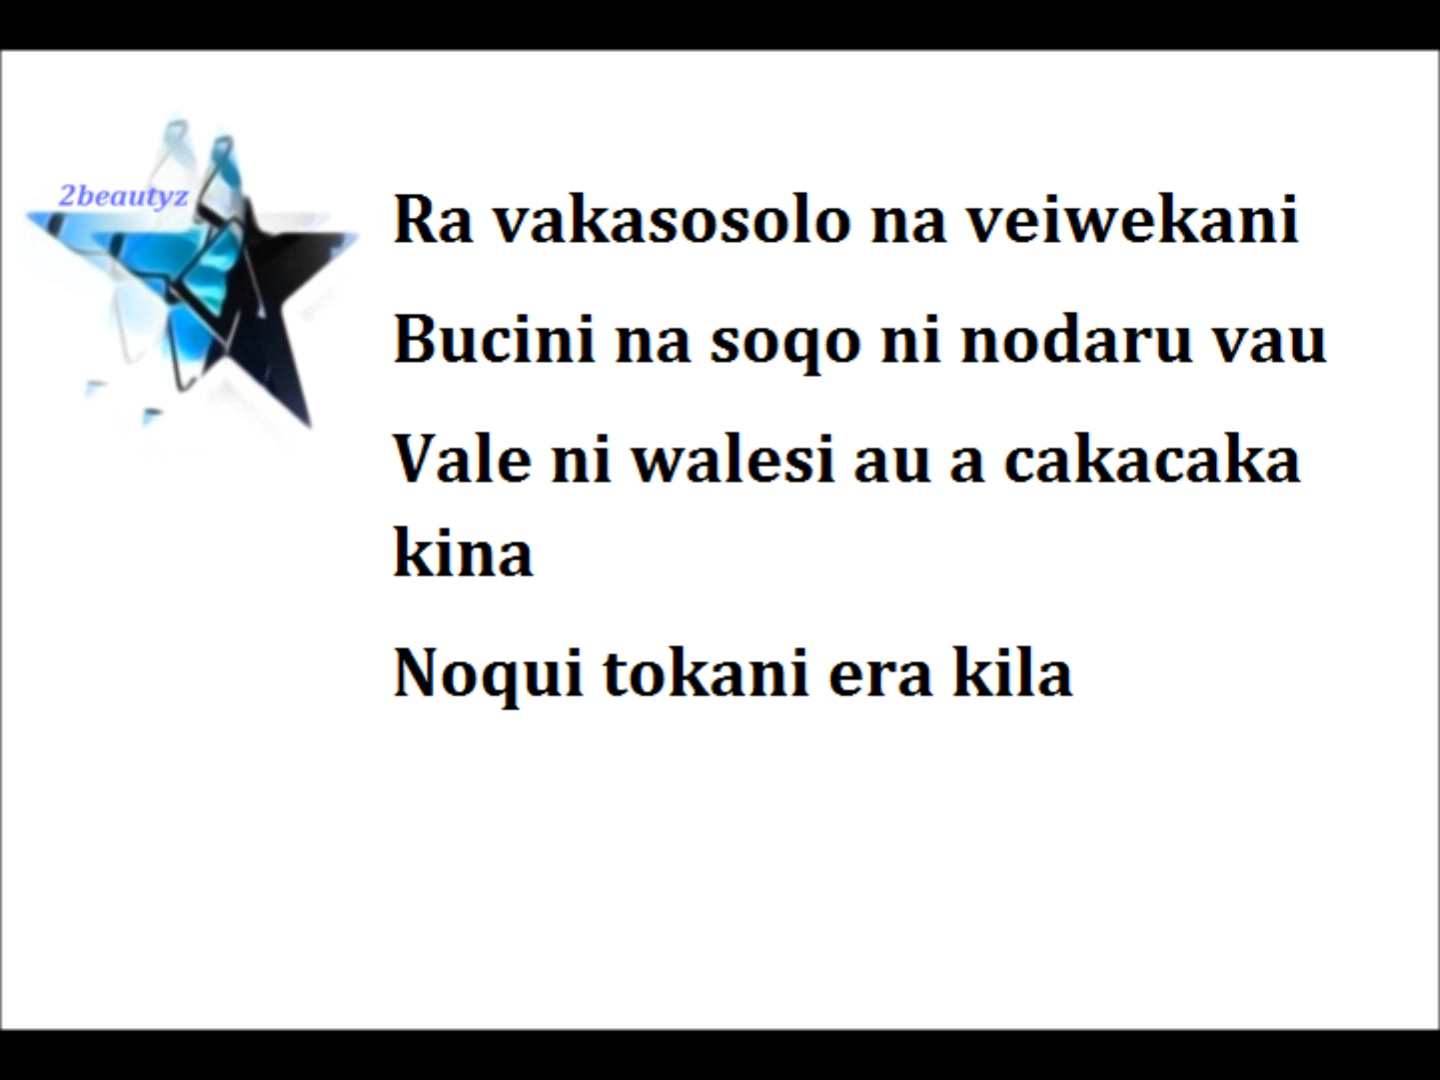 2beautyz
Ra vakasosolo na veiwekani
Bucini na soqo ni nodaru vau
Vale ni walesi au a cakacaka
kina
Noqui tokani era kila